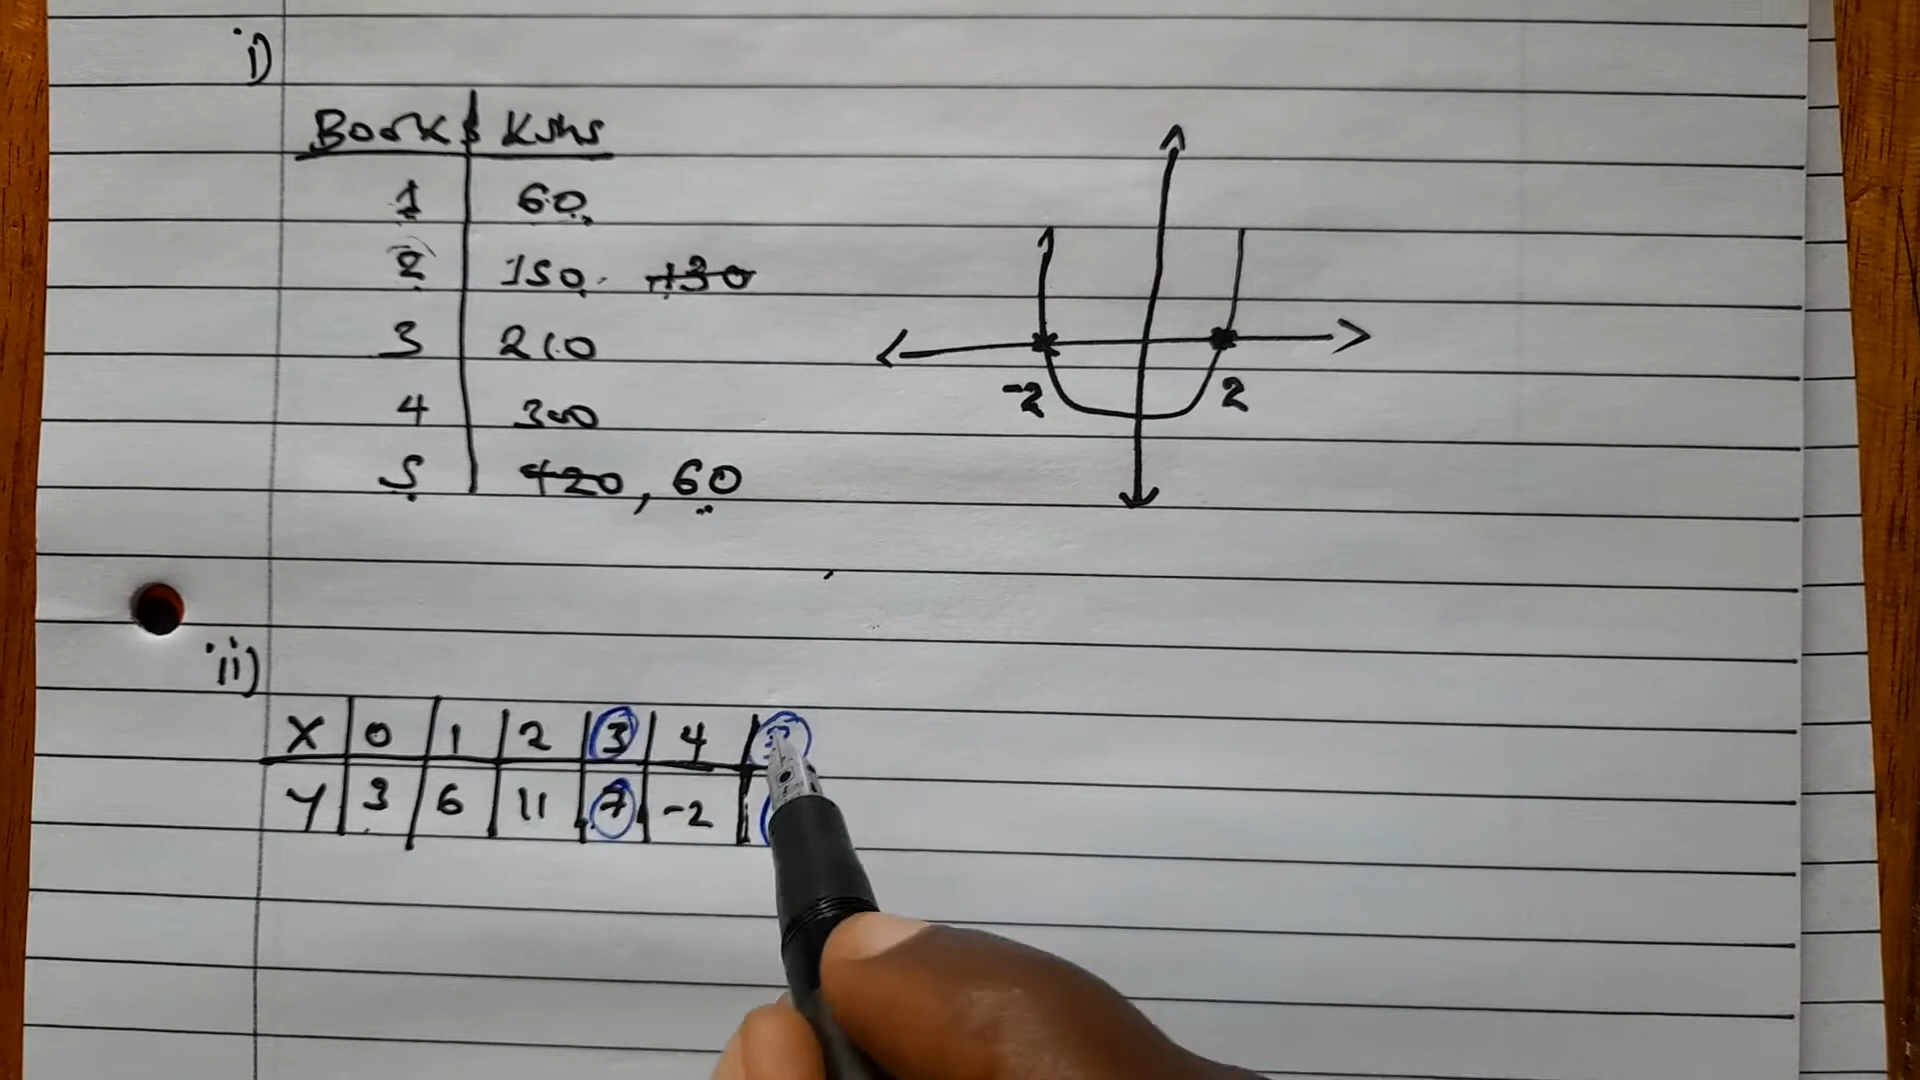 i)
Books Kshs
1 60
2 150 +30
3 210
4 300
5 420, 60
-2 2
ii)
X 0 1 2 3 4
Y 3 6 11 7 -2